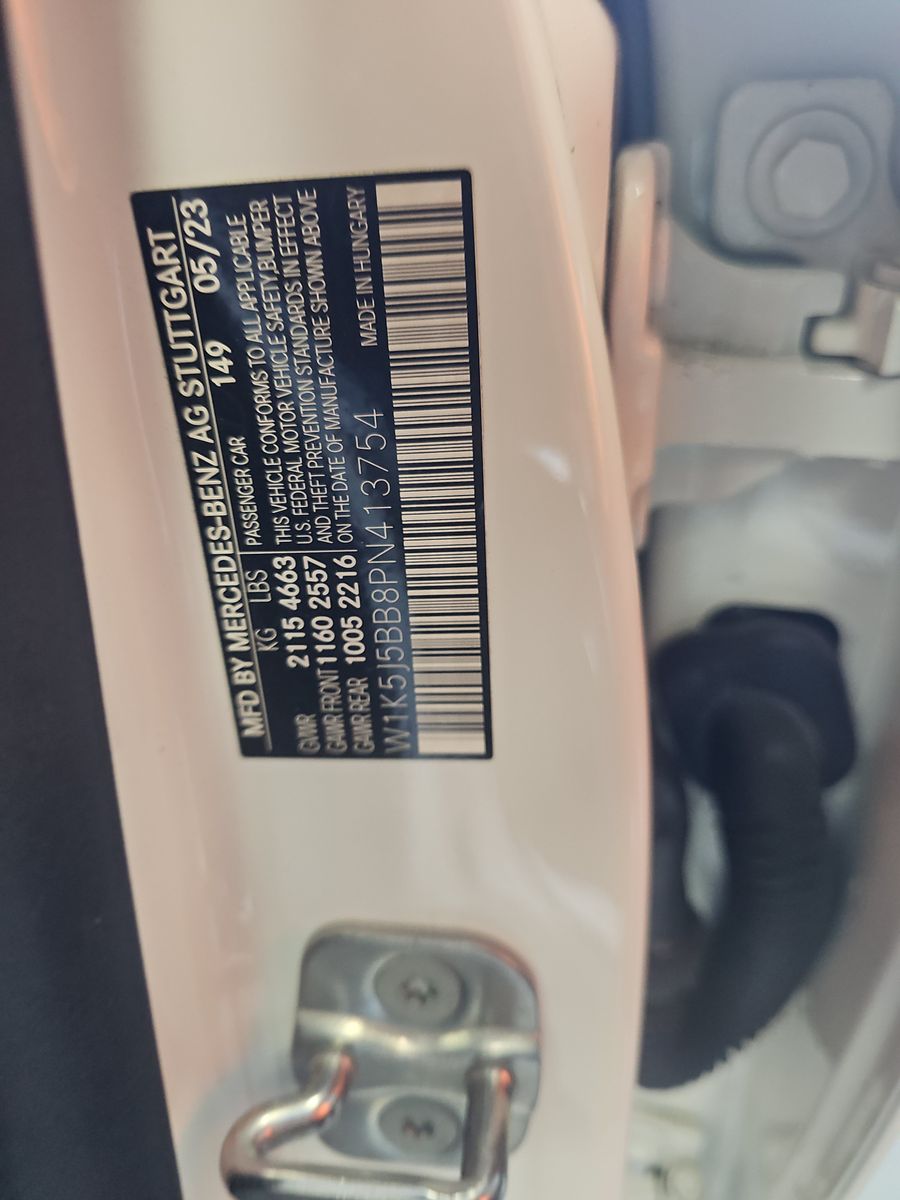 MFD BY MERCEDES-BENZ AG STUTTGART
KG LBS 149 05/23
PASSENGER CAR
GVWR 2115 4663
GAWR FRONT 1160 2557
GAWR REAR 1005 2216
THIS VEHICLE CONFORMS TO ALL APPLICABLE
U.S. FEDERAL MOTOR VEHICLE SAFETY,BUMPER
AND THEFT PREVENTION STANDARDS IN EFFECT
ON THE DATE OF MANUFACTURE SHOWN ABOVE
MADE IN HUNGARY
W1K5J5BB8PN413754